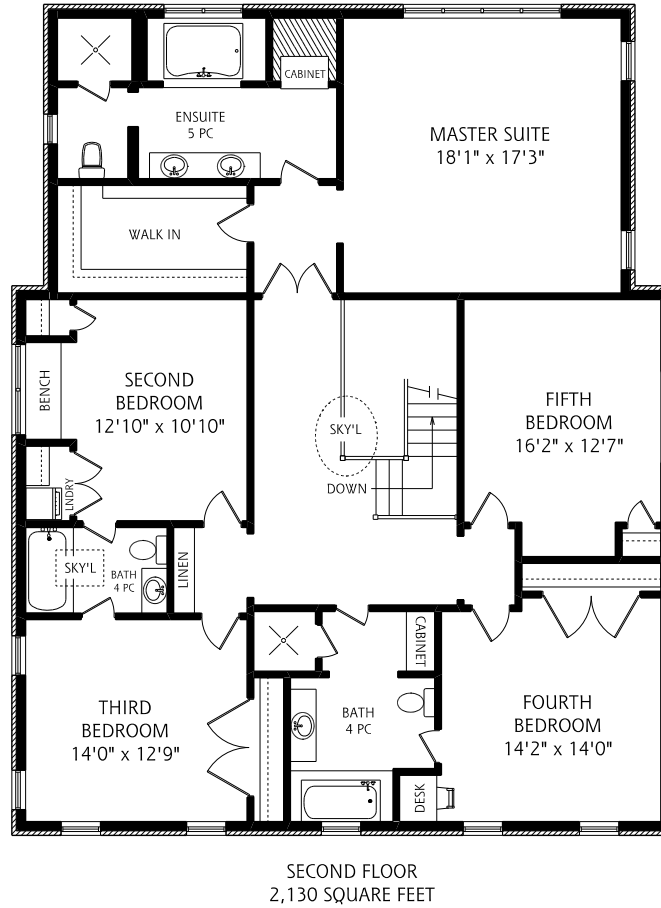 CABINET
ENSUITE
5 PC
MASTER SUITE
18'1" x 17'3"
WALK IN
BENCH
SECOND
BEDROOM
12'10" x 10'10"
SKY'L
FIFTH
BEDROOM
16'2" x 12'7"
LNDRY
DOWN
SKY'L
BATH
4 PC
LINEN
CABINET
THIRD
BEDROOM
14'0" x 12'9"
BATH
4 PC
FOURTH
BEDROOM
14'2" x 14'0"
DESK
SECOND FLOOR
2,130 SQUARE FEET